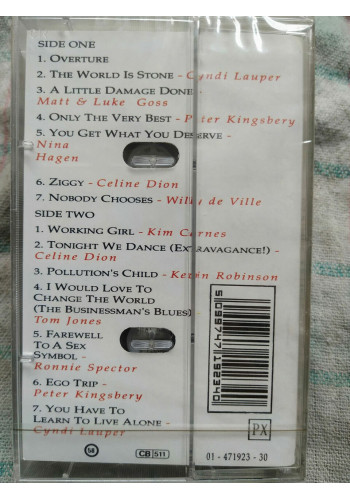 SIDE ONE
1. OVERTURE
2. THE WORLD IS STONE - Cyndi Lauper
3. A LITTLE DAMAGE DONE -
Matt & Luke Goss
4. ONLY THE VERY BEST - Peter Kingsbery
5. YOU GET WHAT YOU DESERVE -
Nina
Hagen
6. ZIGGY - Celine Dion
7. NOBODY CHOOSES - Willy de Ville
SIDE TWO
1. WORKING GIRL - Kim Carnes
2. TONIGHT WE DANCE (EXTRAVAGANCE!) -
Celine Dion
3. POLLUTION'S CHILD - Kevin Robinson
4. I WOULD LOVE TO
CHANGE THE WORLD
(THE BUSINESSMAN'S BLUES) -
Tom Jones
5. FAREWELL
TO A SEX
SYMBOL -
Ronnie Spector
6. EGO TRIP -
Peter Kingsbery
7. YOU HAVE TO
LEARN TO LIVE ALONE -
Cyndi Lauper
5 099747 192340
PX
58
CB 511
01 - 471923 - 30